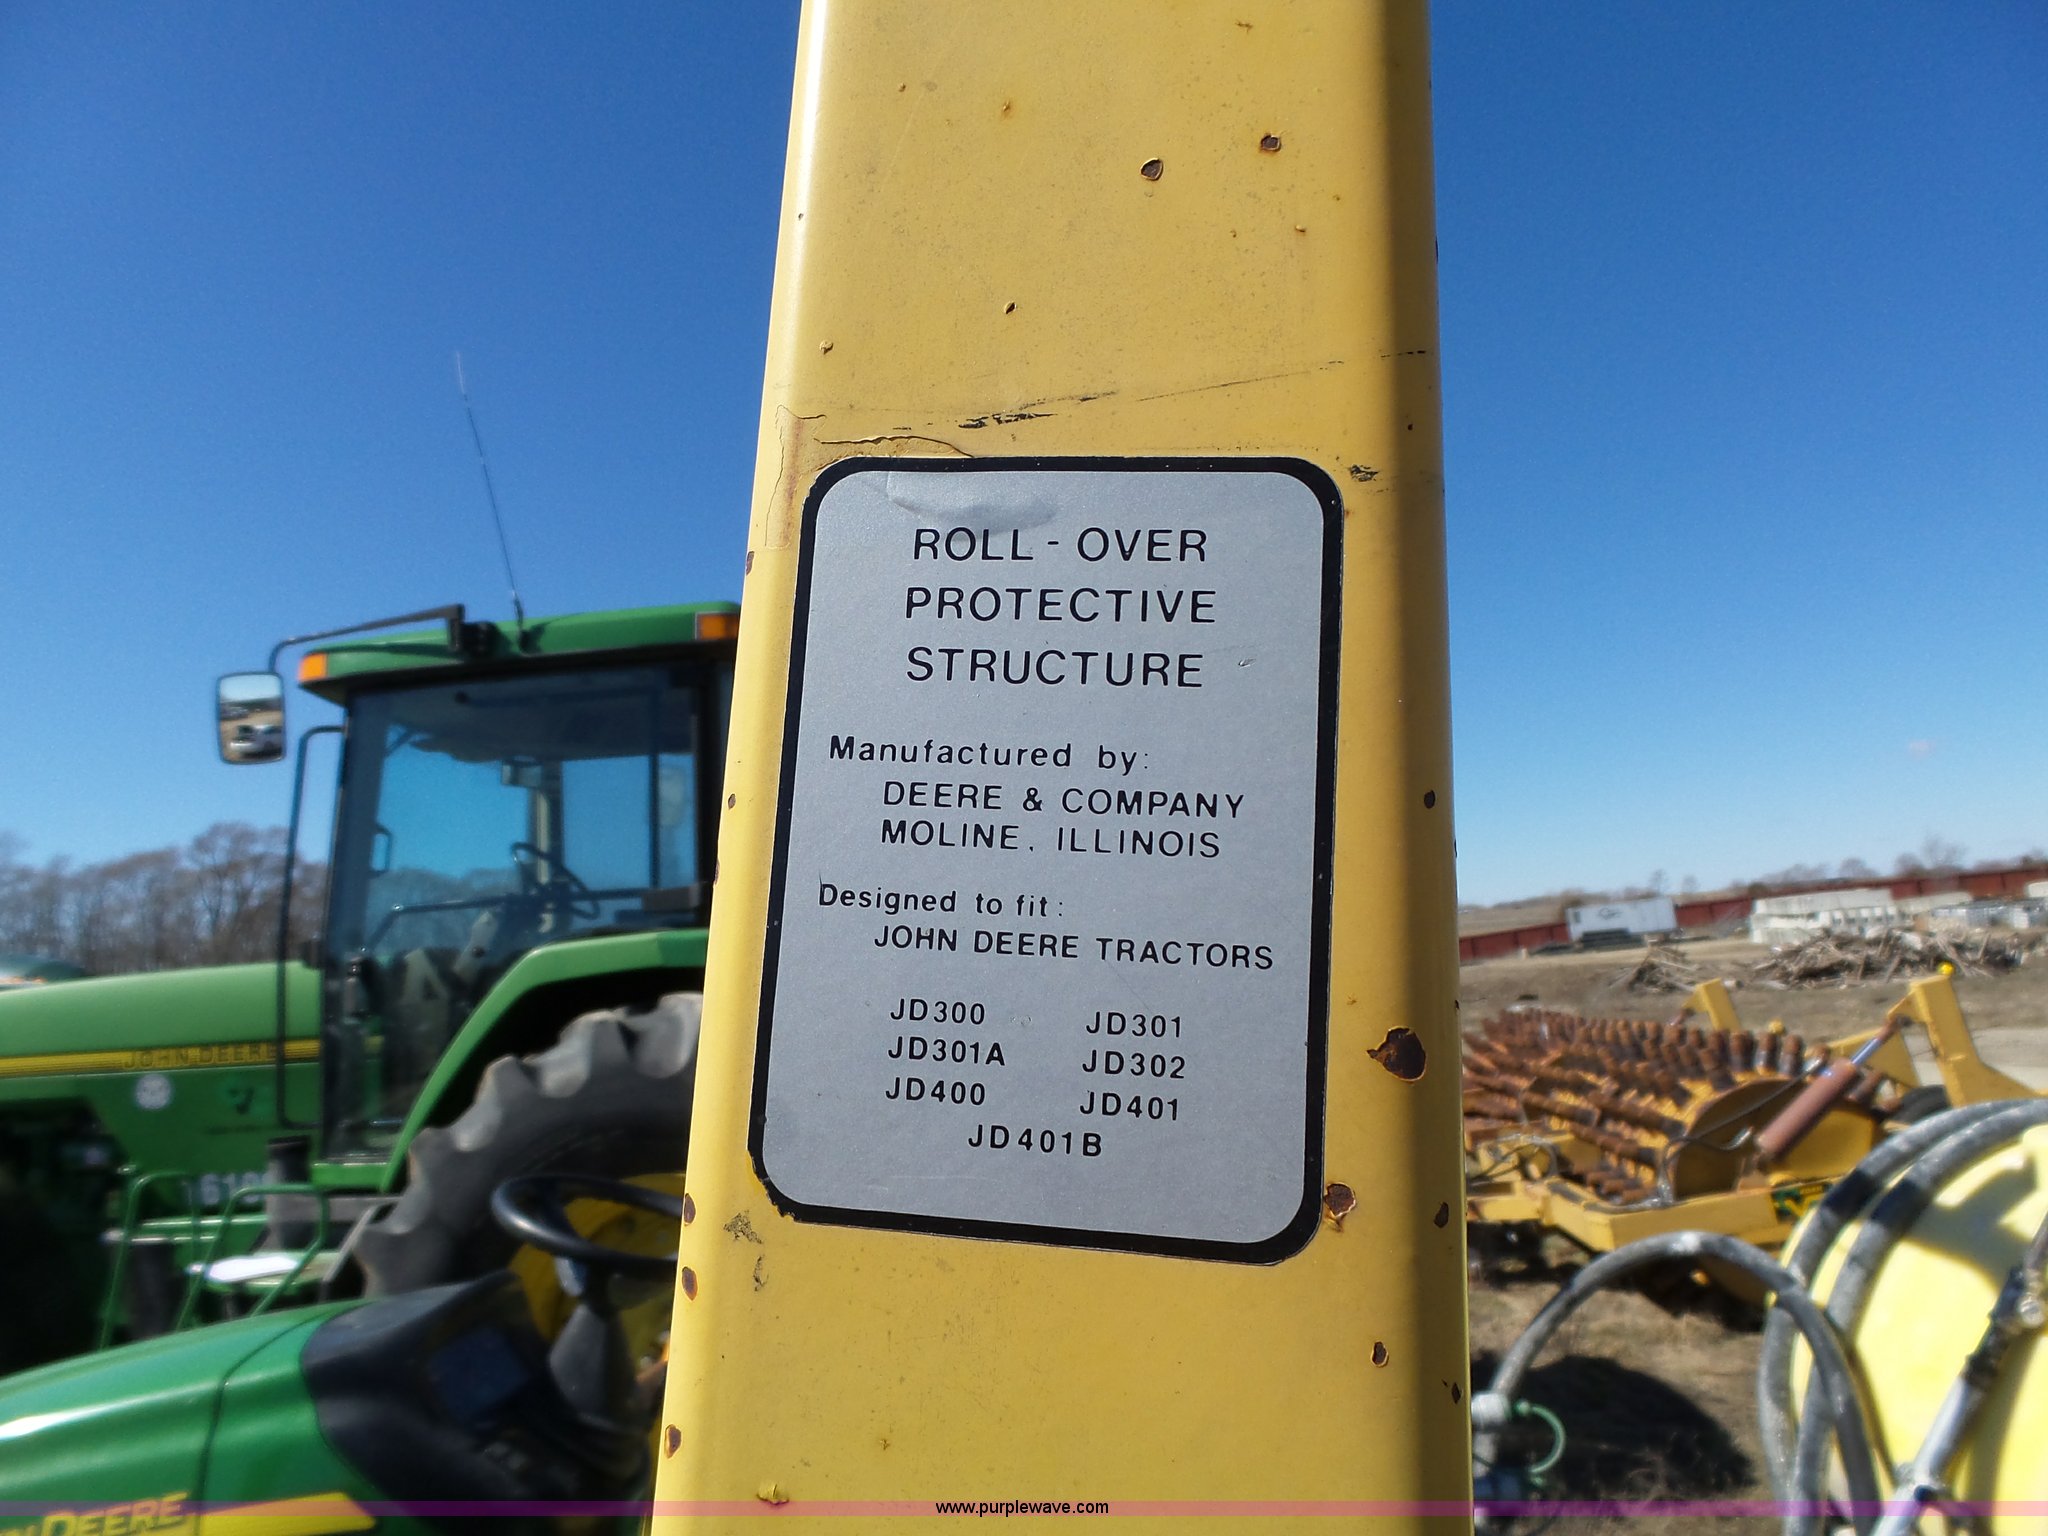 ROLL - OVER
PROTECTIVE
STRUCTURE
Manufactured by:
DEERE & COMPANY
MOLINE, ILLINOIS
Designed to fit:
JOHN DEERE TRACTORS
JD300 JD301
JD301A JD302
JD400 JD401
JD401B
JOHN DEERE
DEERE
www.purplewave.com